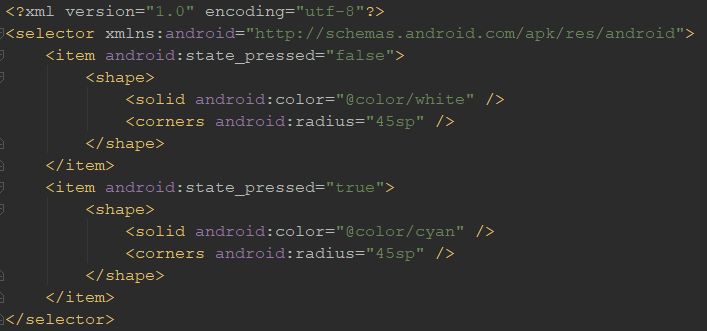 <?xml version="1.0" encoding="utf-8"?>
<selector xmlns:android="http://schemas.android.com/apk/res/android">
    <item android:state_pressed="false">
        <shape>
            <solid android:color="@color/white" />
            <corners android:radius="45sp" />
        </shape>
    </item>
    <item android:state_pressed="true">
        <shape>
            <solid android:color="@color/cyan" />
            <corners android:radius="45sp" />
        </shape>
    </item>
</selector>